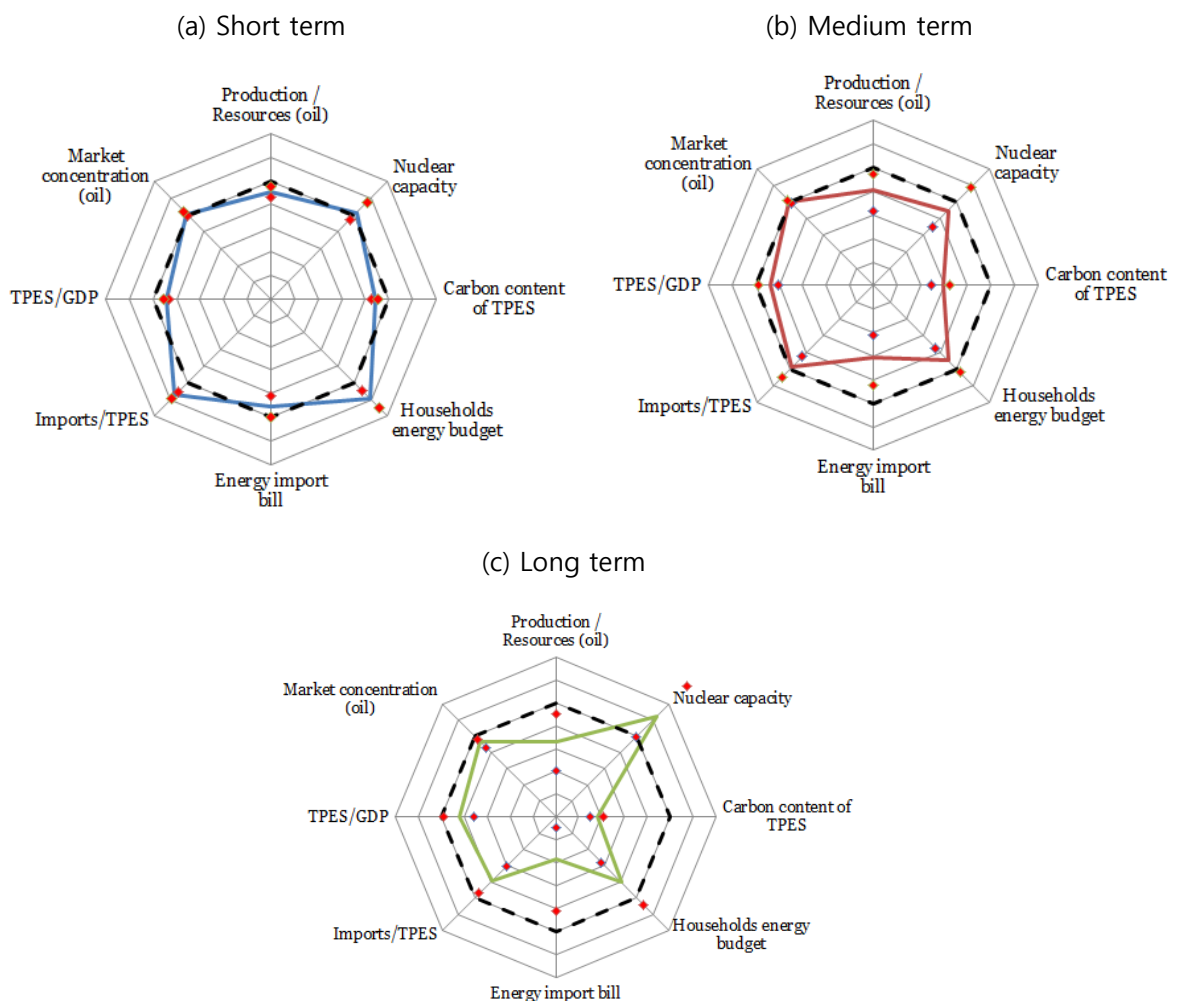 (a) Short term
Production /
Resources (oil)
Market
concentration
(oil)
Nuclear
capacity
TPES/GDP
Carbon content
of TPES
Imports/TPES
Households
energy budget
Energy import
bill
(b) Medium term
Production /
Resources (oil)
Market
concentration
(oil)
Nuclear
capacity
TPES/GDP
Carbon content
of TPES
Imports/TPES
Households
energy budget
Energy import
bill
(c) Long term
Production /
Resources (oil)
Market concentration
(oil)
Nuclear capacity
TPES/GDP
Carbon content of
TPES
Imports/TPES
Households energy
budget
Energy import bill